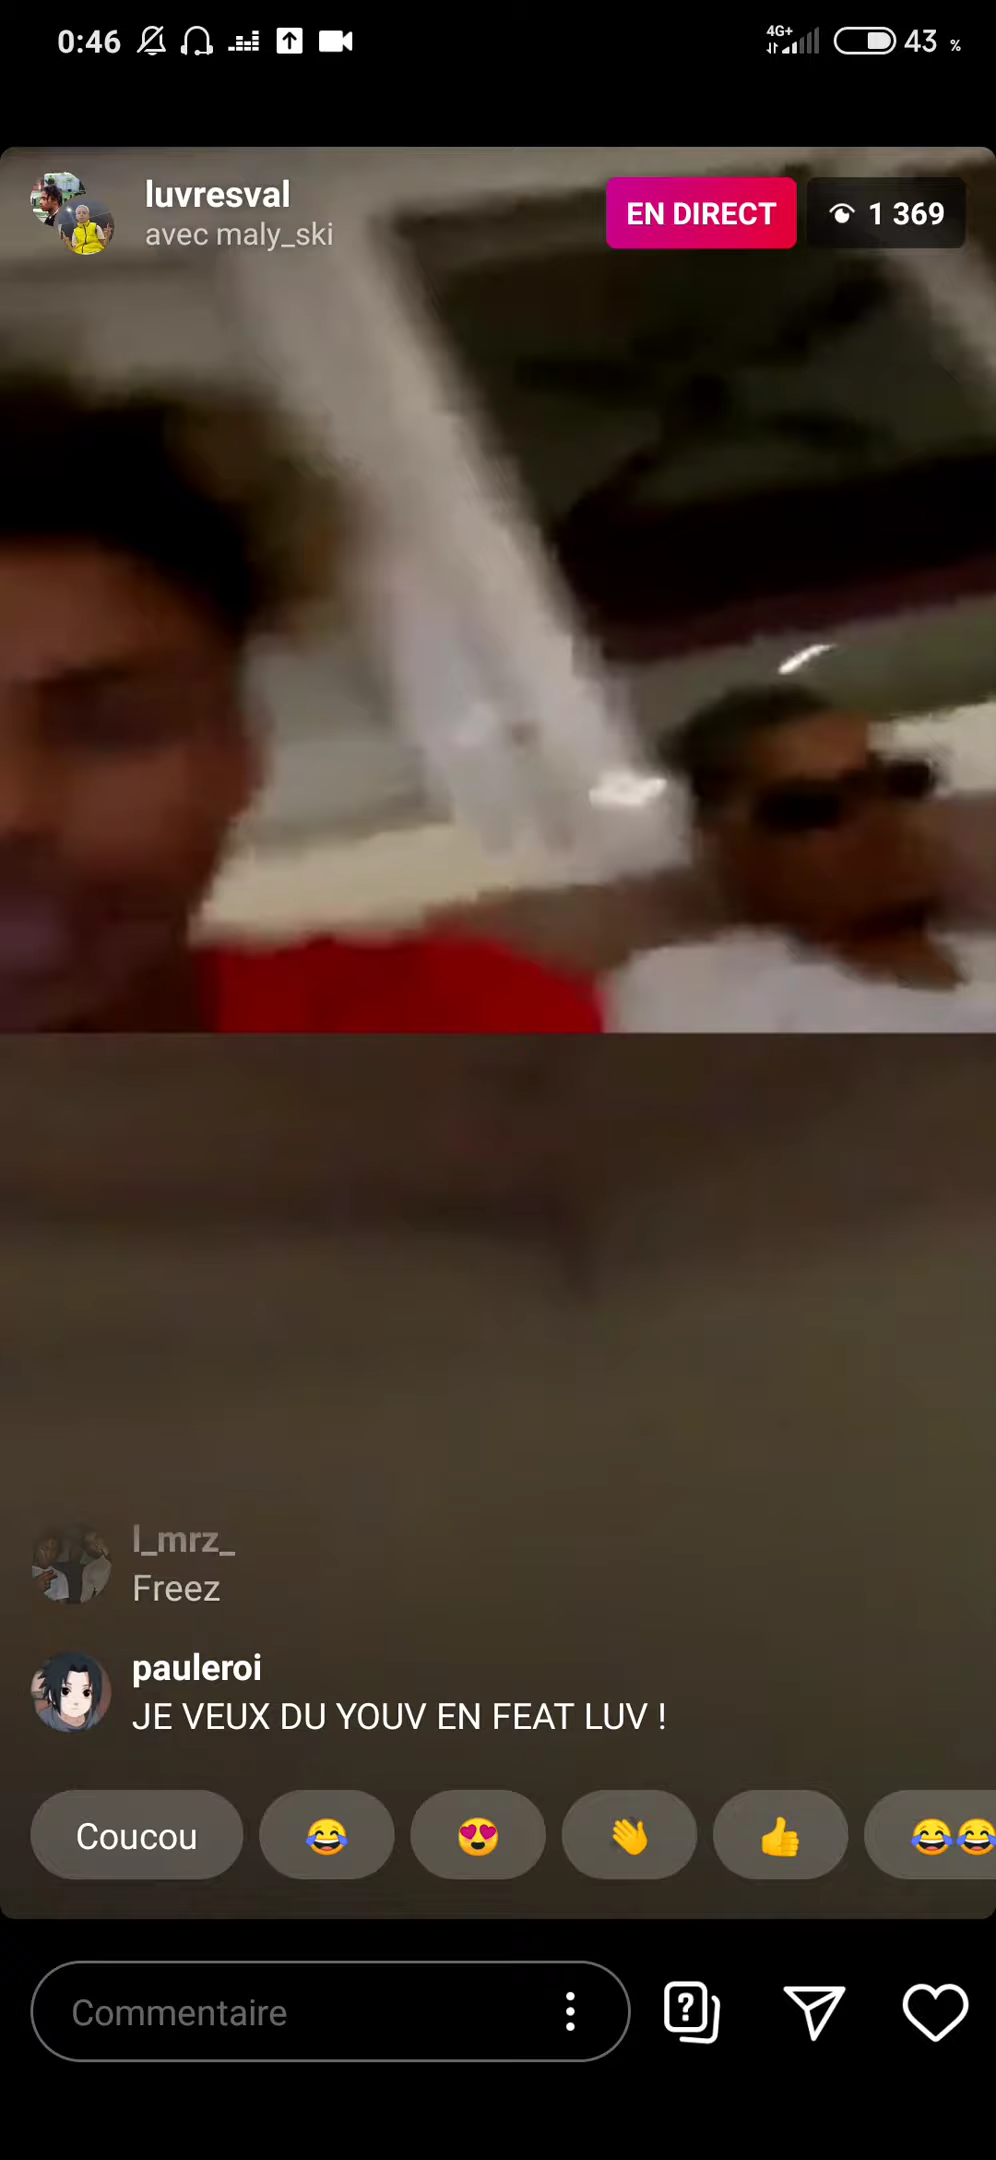 0:46
4G+
43 %
luvresval
avec maly_ski
EN DIRECT
1 369
l_mrz_
Freez
pauleroi
JE VEUX DU YOUV EN FEAT LUV !
Coucou
Commentaire